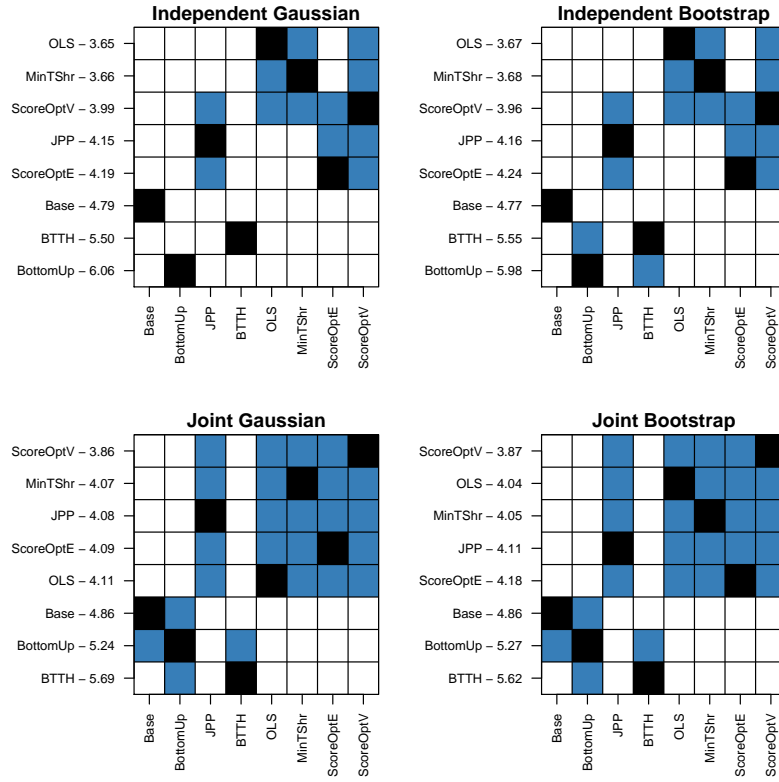 Independent Gaussian
OLS − 3.65
MinTShr − 3.66
ScoreOptV − 3.99
JPP − 4.15
ScoreOptE − 4.19
Base − 4.79
BTTH − 5.50
BottomUp − 6.06
Base
BottomUp
JPP
BTTH
OLS
MinTShr
ScoreOptE
ScoreOptV
Independent Bootstrap
OLS − 3.67
MinTShr − 3.68
ScoreOptV − 3.96
JPP − 4.16
ScoreOptE − 4.24
Base − 4.77
BTTH − 5.55
BottomUp − 5.98
Base
BottomUp
JPP
BTTH
OLS
MinTShr
ScoreOptE
ScoreOptV
Joint Gaussian
ScoreOptV − 3.86
MinTShr − 4.07
JPP − 4.08
ScoreOptE − 4.09
OLS − 4.11
Base − 4.86
BottomUp − 5.24
BTTH − 5.69
Base
BottomUp
JPP
BTTH
OLS
MinTShr
ScoreOptE
ScoreOptV
Joint Bootstrap
ScoreOptV − 3.87
OLS − 4.04
MinTShr − 4.05
JPP − 4.11
ScoreOptE − 4.18
Base − 4.86
BottomUp − 5.27
BTTH − 5.62
Base
BottomUp
JPP
BTTH
OLS
MinTShr
ScoreOptE
ScoreOptV